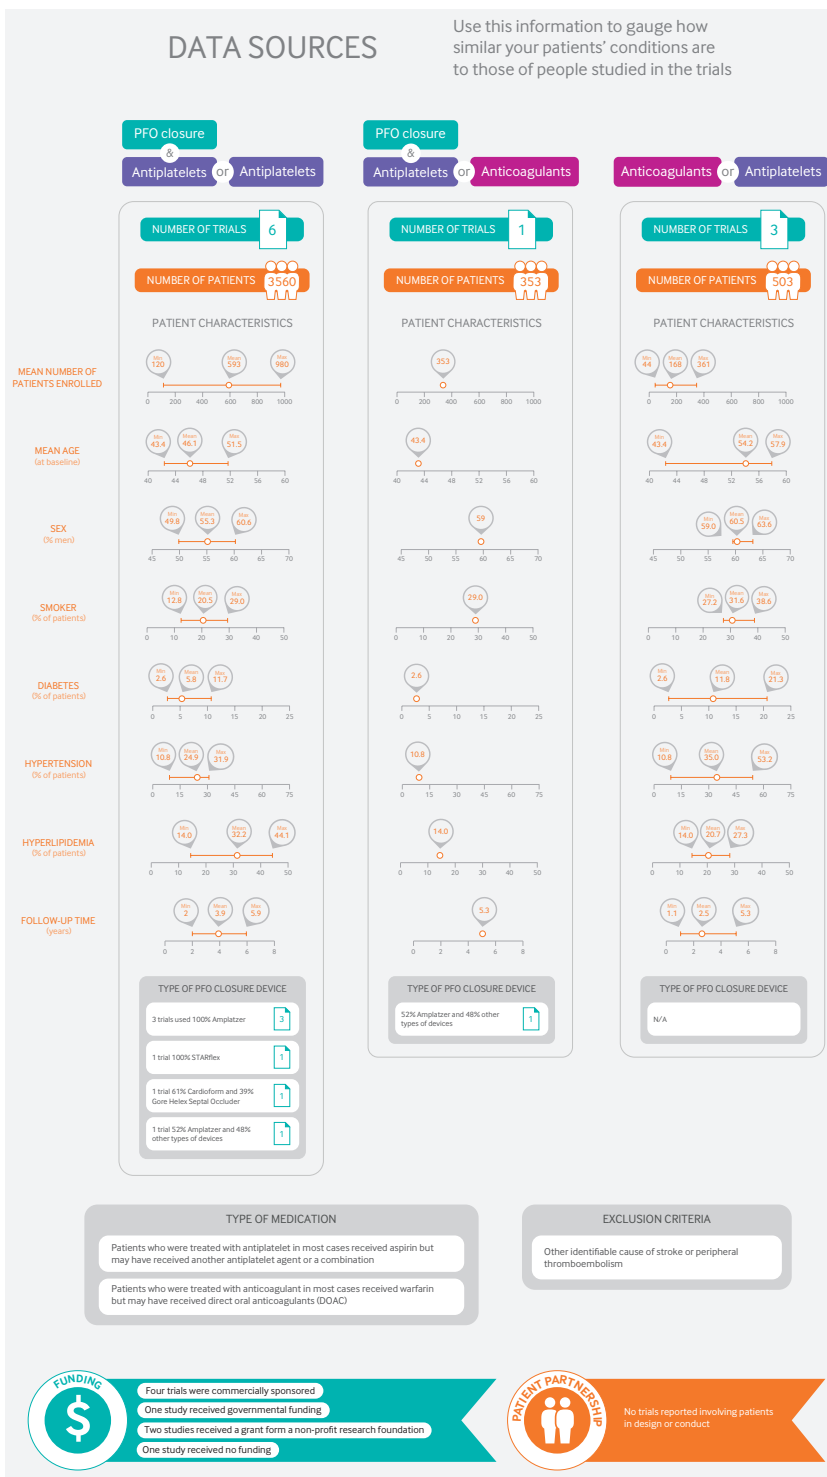 DATA SOURCES
Use this information to gauge how
similar your patients' conditions are
to those of people studied in the trials
PFO closure
&
Antiplatelets or Antiplatelets
PFO closure
&
Antiplatelets or Anticoagulants
Anticoagulants or Antiplatelets
NUMBER OF TRIALS 6
NUMBER OF TRIALS 1
NUMBER OF TRIALS 3
NUMBER OF PATIENTS 3560
NUMBER OF PATIENTS 353
NUMBER OF PATIENTS 503
PATIENT CHARACTERISTICS
PATIENT CHARACTERISTICS
PATIENT CHARACTERISTICS
MEAN NUMBER OF
PATIENTS ENROLLED
Min 120 Mean 593 Max 980
0 200 400 600 800 1000
353
0 200 400 600 800 1000
Min 44 Mean 168 Max 361
0 200 400 600 800 1000
MEAN AGE
(at baseline)
Min 43.4 Mean 46.1 Max 51.5
40 44 48 52 56 60
43.4
40 44 48 52 56 60
Min 43.4 Mean 54.2 Max 57.9
40 44 48 52 56 60
SEX
(% men)
Min 49.8 Mean 55.3 Max 60.6
45 50 55 60 65 70
59
45 50 55 60 65 70
Min 59.0 Mean 60.5 Max 63.6
45 50 55 60 65 70
SMOKER
(% of patients)
Min 12.8 Mean 20.5 Max 29.0
0 10 20 30 40 50
29.0
0 10 20 30 40 50
Min 27.2 Mean 31.6 Max 38.6
0 10 20 30 40 50
DIABETES
(% of patients)
Min 2.6 Mean 5.8 Max 11.7
0 5 10 15 20 25
2.6
0 5 10 15 20 25
Min 2.6 Mean 11.8 Max 21.3
0 5 10 15 20 25
HYPERTENSION
(% of patients)
Min 10.8 Mean 24.9 Max 31.9
0 15 30 45 60 75
10.8
0 15 30 45 60 75
Min 10.8 Mean 35.0 Max 53.2
0 15 30 45 60 75
HYPERLIPIDEMIA
(% of patients)
Min 14.0 Mean 32.2 Max 44.1
0 10 20 30 40 50
14.0
0 10 20 30 40 50
Min 14.0 Mean 20.7 Max 27.3
0 10 20 30 40 50
FOLLOW-UP TIME
(years)
Min 2 Mean 3.9 Max 5.9
0 2 4 6 8
5.3
0 2 4 6 8
Min 1.1 Mean 2.5 Max 5.3
0 2 4 6 8
TYPE OF PFO CLOSURE DEVICE
3 trials used 100% Amplatzer 3
1 trial 100% STARflex 1
1 trial 61% Cardioform and 39%
Gore Helex Septal Occluder 1
1 trial 52% Amplatzer and 48%
other types of devices 1
TYPE OF PFO CLOSURE DEVICE
52% Amplatzer and 48% other
types of devices 1
TYPE OF PFO CLOSURE DEVICE
N/A
TYPE OF MEDICATION
Patients who were treated with antiplatelet in most cases received aspirin but
may have received another antiplatelet agent or a combination
Patients who were treated with anticoagulant in most cases received warfarin
but may have received direct oral anticoagulants (DOAC)
EXCLUSION CRITERIA
Other identifiable cause of stroke or peripheral
thromboembolism
FUNDING
$
Four trials were commercially sponsored
One study received governmental funding
Two studies received a grant form a non-profit research foundation
One study received no funding
PATIENT PARTNERSHIP
No trials reported involving patients
in design or conduct